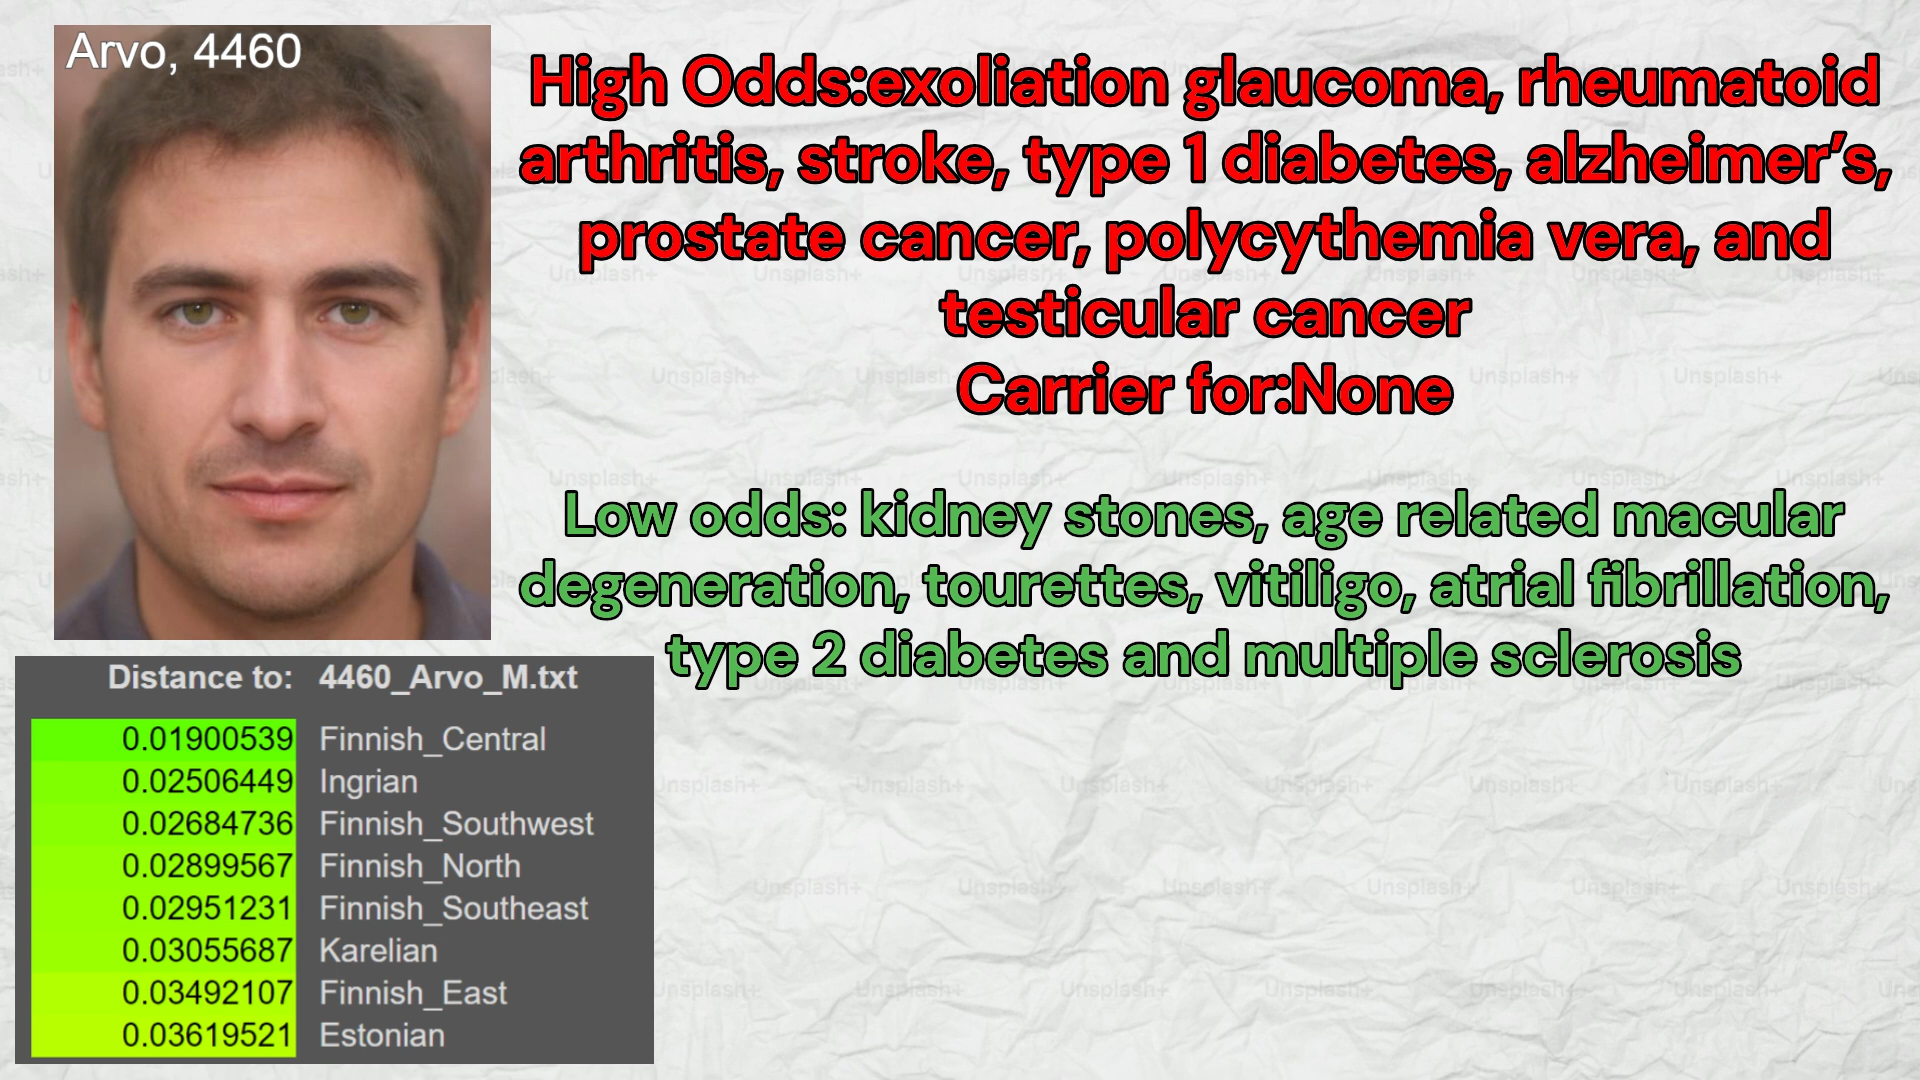 Arvo, 4460
High Odds:exoliation glaucoma, rheumatoid
arthritis, stroke, type 1 diabetes, alzheimer’s,
prostate cancer, polycythemia vera, and
testicular cancer
Carrier for:None
Low odds: kidney stones, age related macular
degeneration, tourettes, vitiligo, atrial fibrillation,
type 2 diabetes and multiple sclerosis
Distance to: 4460_Arvo_M.txt
0.01900539 Finnish_Central
0.02506449 Ingrian
0.02684736 Finnish_Southwest
0.02899567 Finnish_North
0.02951231 Finnish_Southeast
0.03055687 Karelian
0.03492107 Finnish_East
0.03619521 Estonian
Unsplash+